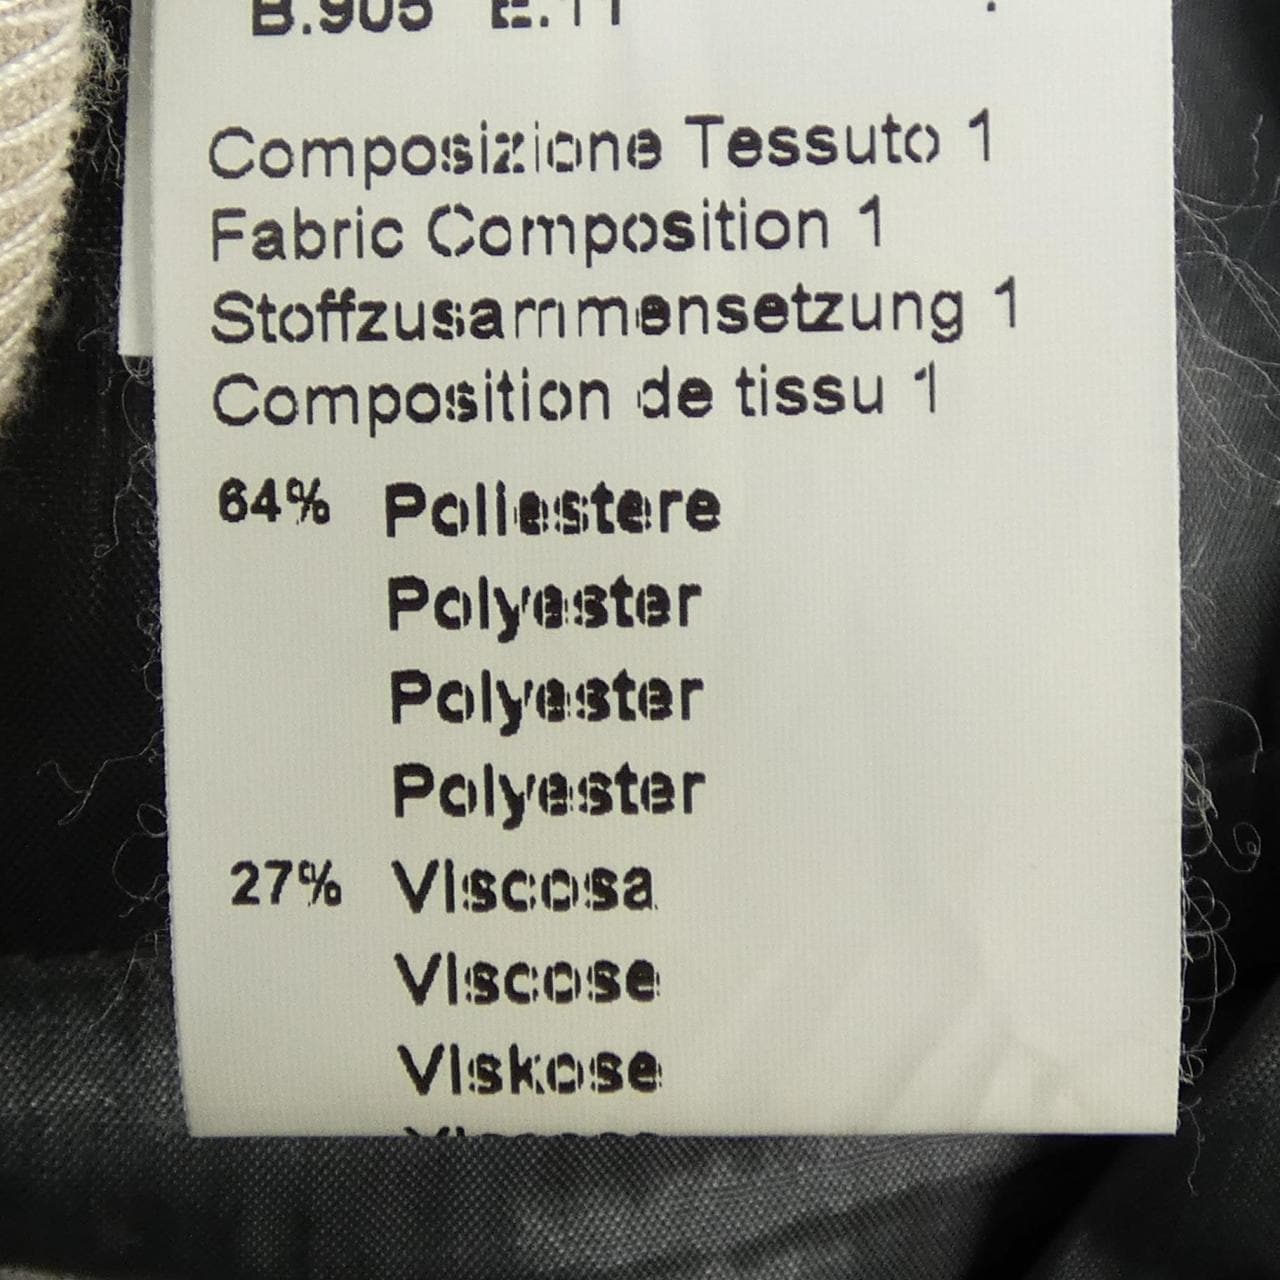 B.905 E.11
Composizione Tessuto 1
Fabric Composition 1
Stoffzusammensetzung 1
Composition de tissu 1
64% Poliestere
Polyester
Polyester
Polyester
27% Viscosa
Viscose
Viskose